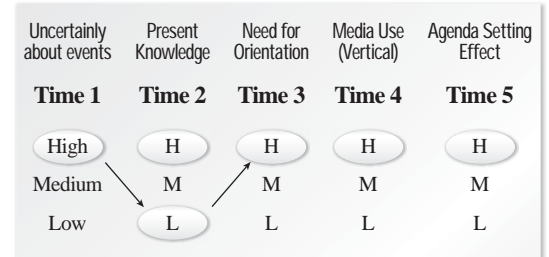 Uncertainly Present Need for Media Use Agenda Setting
about events Knowledge Orientation (Vertical) Effect
Time 1 Time 2 Time 3 Time 4 Time 5
High H H H H
Medium M M M M
Low L L L L